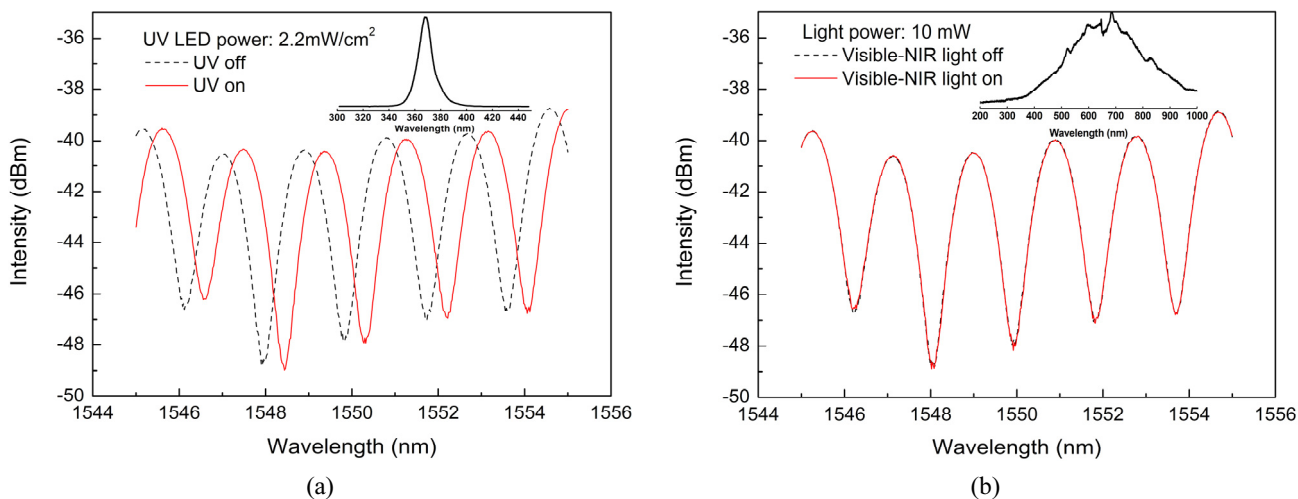 UV LED power: 2.2mW/cm²
UV off
UV on
300 320 340 360 380 400 420 440
Wavelength (nm)
-36
-38
-40
-42
-44
-46
-48
-50
Intensity (dBm)
1544 1546 1548 1550 1552 1554 1556
Wavelength (nm)
(a)
Light power: 10 mW
Visible-NIR light off
Visible-NIR light on
200 300 400 500 600 700 800 900 1000
Wavelength (nm)
-36
-38
-40
-42
-44
-46
-48
-50
Intensity (dBm)
1544 1546 1548 1550 1552 1554 1556
Wavelength (nm)
(b)